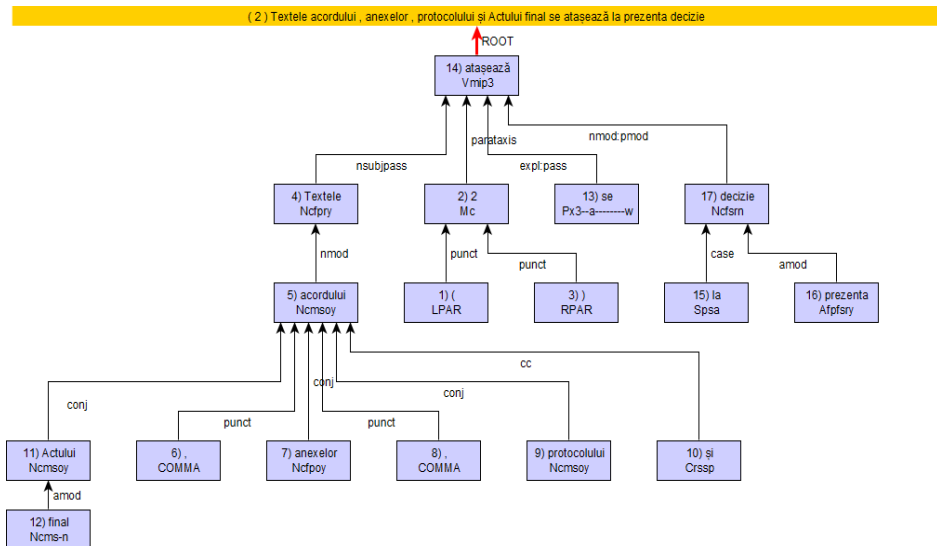 ( 2 ) Textele acordului , anexelor , protocolului și Actului final se atașează la prezenta decizie
ROOT
14) atașează
Vmip3
nsubjpass
parataxis
expl:pass
nmod:pmod
4) Textele
Ncfpry
2) 2
Mc
13) se
Px3--a--------w
17) decizie
Ncfsrn
nmod
punct
punct
case
amod
5) acordului
Ncmsoy
1) (
LPAR
3) )
RPAR
15) la
Spsa
16) prezenta
Afpfsry
conj
punct
conj
punct
conj
cc
11) Actului
Ncmsoy
6) ,
COMMA
7) anexelor
Ncfpoy
8) ,
COMMA
9) protocolului
Ncmsoy
10) și
Crssp
amod
12) final
Ncms-n